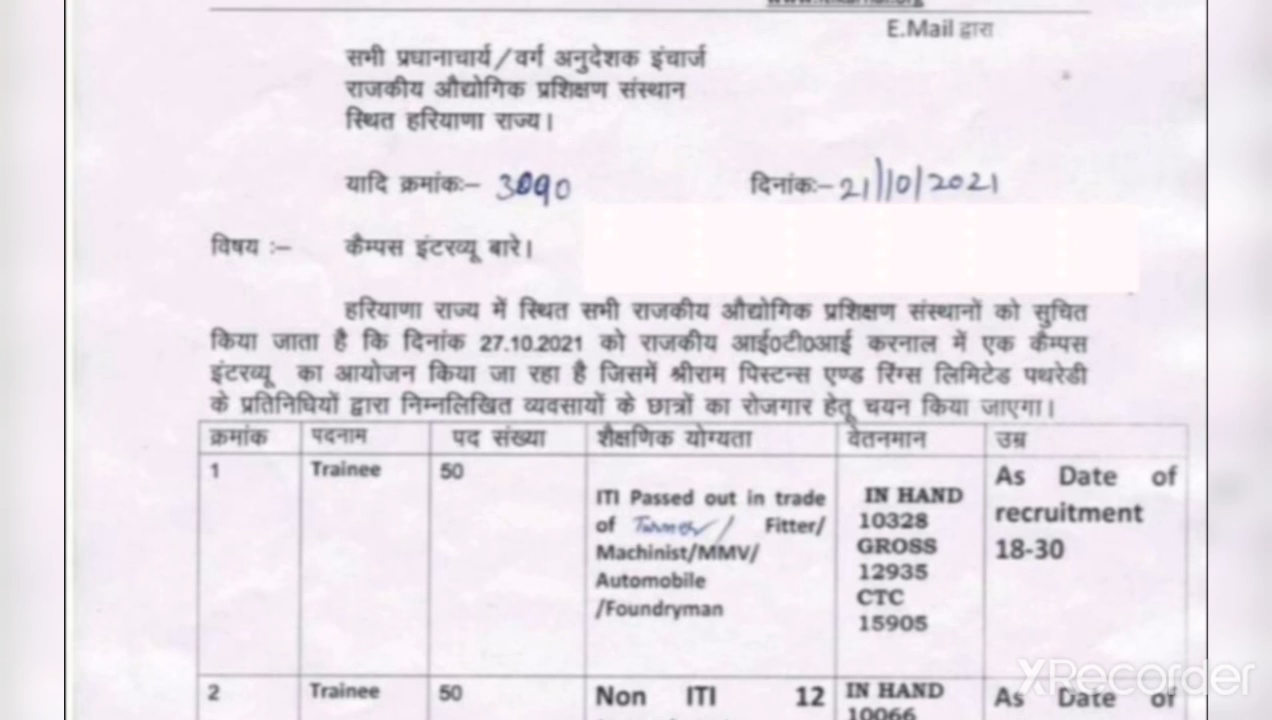 E.Mail द्वारा
सभी प्रधानाचार्य/वर्ग अनुदेशक इंचार्ज
राजकीय औद्योगिक प्रशिक्षण संस्थान
स्थित हरियाणा राज्य।
यादि क्रमांकः– 3090 दिनांकः– 21/10/2021
विषय :– कैम्पस इंटरव्यू बारे।
हरियाणा राज्य में स्थित सभी राजकीय औद्योगिक प्रशिक्षण संस्थानों को सुचित
किया जाता है कि दिनांक 27.10.2021 को राजकीय आई0टी0आई करनाल में एक कैम्पस
इंटरव्यू का आयोजन किया जा रहा है जिसमें श्रीराम पिस्टन्स एण्ड रिंग्स लिमिटेड पथरेडी
के प्रतिनिधियों द्वारा निम्नलिखित व्यवसायों के छात्रों का रोजगार हेतू चयन किया जाएगा।
क्रमांक पदनाम पद संख्या शैक्षणिक योग्यता वेतनमान उम्र
1 Trainee 50
ITI Passed out in trade
of Turner/ Fitter/
Machinist/MMV/
Automobile
/Foundryman
IN HAND
10328
GROSS
12935
CTC
15905
As Date of
recruitment
18-30
2 Trainee 50 Non ITI 12 IN HAND As Date of
10066
XRecorder